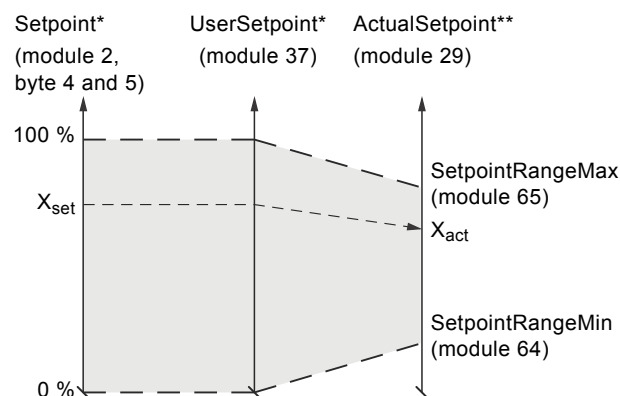 Setpoint*
(module 2,
byte 4 and 5)
UserSetpoint*
(module 37)
ActualSetpoint**
(module 29)
100 %
SetpointRangeMax
(module 65)
Xset
Xact
SetpointRangeMin
(module 64)
0 %